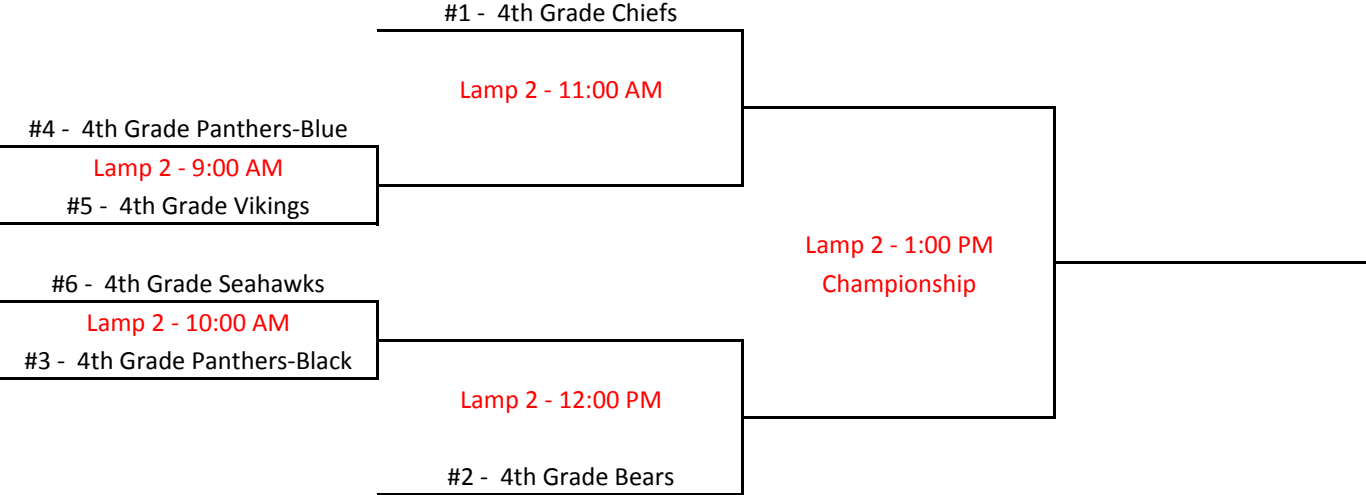 #1 - 4th Grade Chiefs
Lamp 2 - 11:00 AM
#4 - 4th Grade Panthers-Blue
Lamp 2 - 9:00 AM
#5 - 4th Grade Vikings
Lamp 2 - 1:00 PM
Championship
#6 - 4th Grade Seahawks
Lamp 2 - 10:00 AM
#3 - 4th Grade Panthers-Black
Lamp 2 - 12:00 PM
#2 - 4th Grade Bears